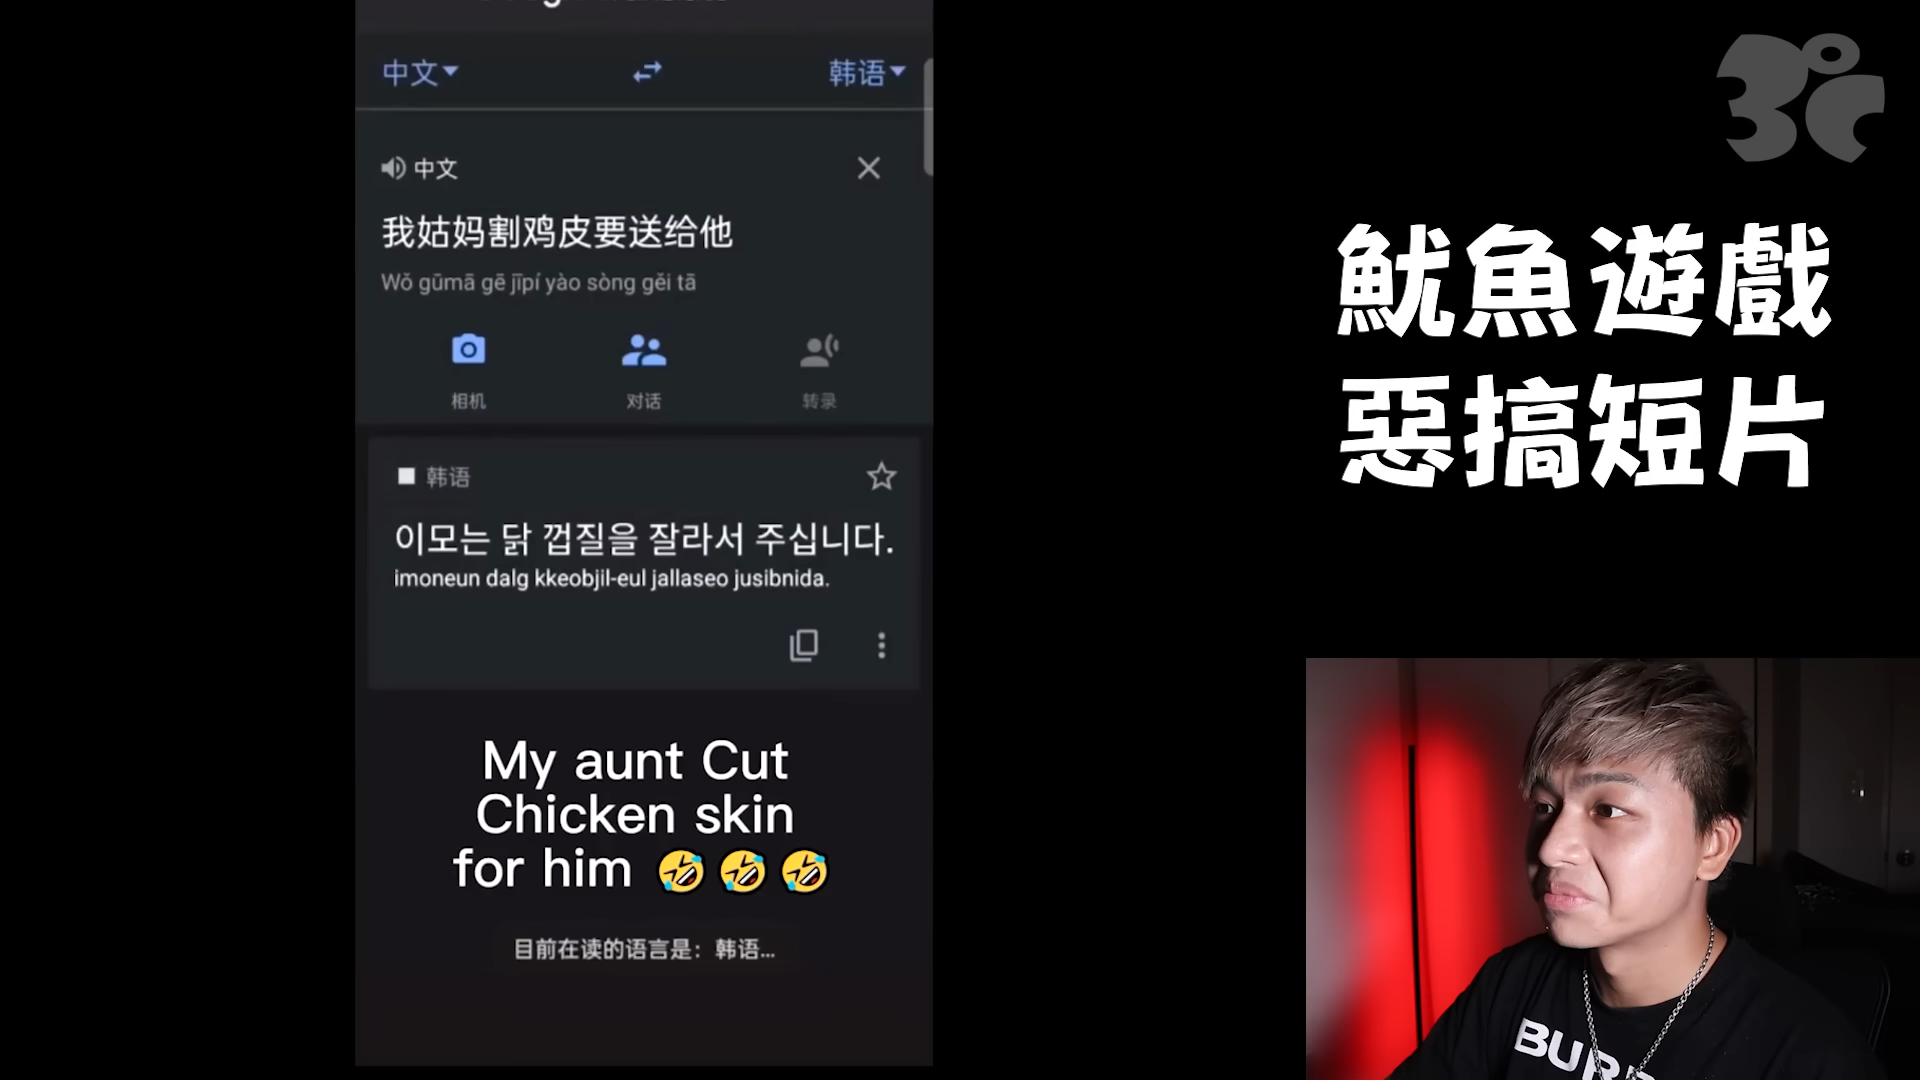 中文
韩语
中文
我姑妈割鸡皮要送给他
Wǒ gūmā gē jīpí yào sòng gěi tā
相机
对话
转录
韩语
이모는 닭 껍질을 잘라서 주십니다.
imoneun dalg kkeobjil-eul jallaseo jusibnida.
My aunt Cut
Chicken skin
for him 🤣🤣🤣
目前在读的语言是：韩语...
3°C
魷魚遊戲
惡搞短片